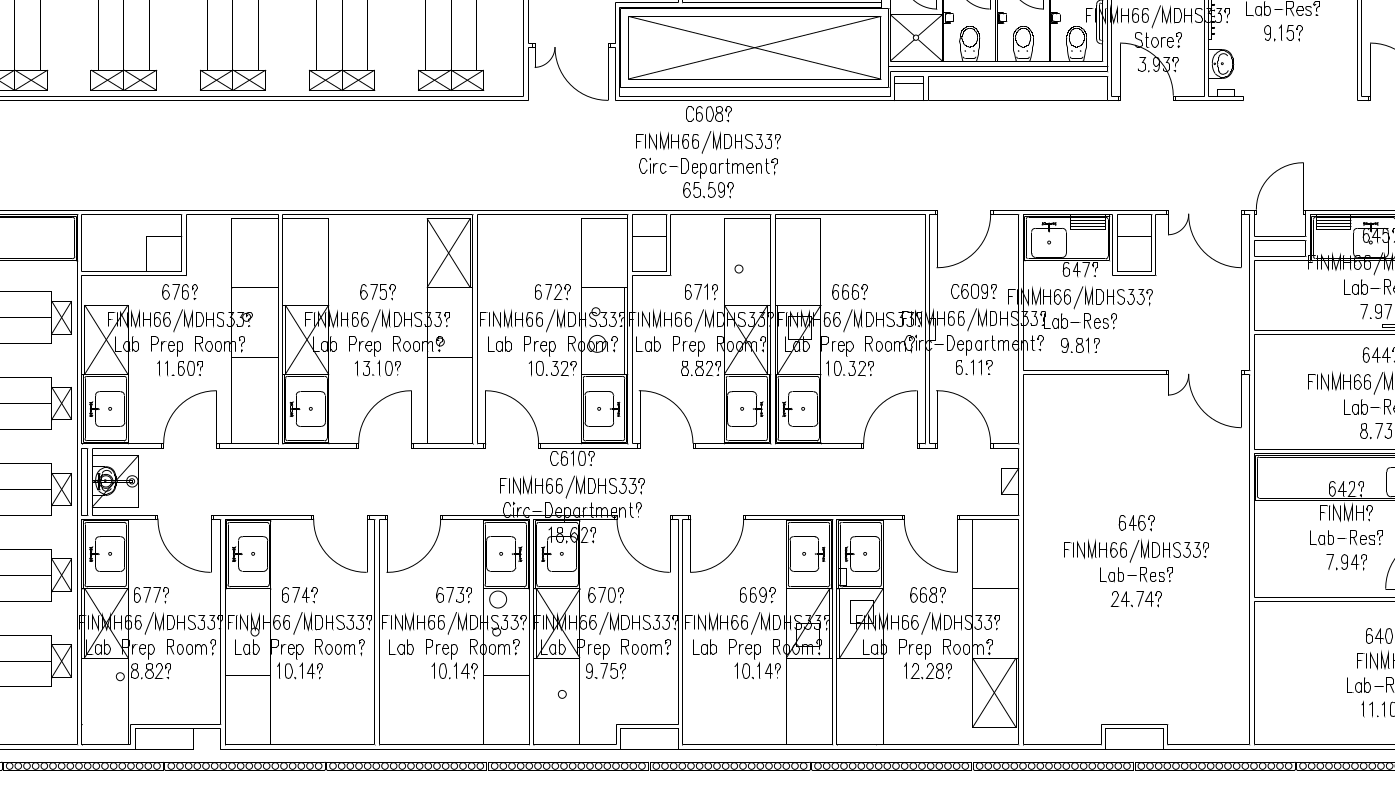 FINMH66/MDHS33?
Store?
3.93?
Lab-Res?
9.15?
C608?
FINMH66/MDHS33?
Circ-Department?
65.59?
676?
FINMH66/MDHS33?
Lab Prep Room?
11.60?
675?
FINMH66/MDHS33?
Lab Prep Room?
13.10?
672?
FINMH66/MDHS33?
Lab Prep Room?
10.32?
671?
FINMH66/MDHS33?
Lab Prep Room?
8.82?
666?
FINMH66/MDHS33?
Lab Prep Room?
10.32?
C609?
FINMH66/MDHS33?
Circ-Department?
6.11?
647?
FINMH66/MDHS33?
Lab-Res?
9.81?
645?
FINMH66/M
Lab-Re
7.97
644?
FINMH66/M
Lab-Re
8.73
642?
FINMH?
Lab-Res?
7.94?
640
FINMH
Lab-R
11.10
C610?
FINMH66/MDHS33?
Circ-Department?
18.62?
646?
FINMH66/MDHS33?
Lab-Res?
24.74?
677?
FINMH66/MDHS33?
Lab Prep Room?
8.82?
674?
FINMH66/MDHS33?
Lab Prep Room?
10.14?
673?
FINMH66/MDHS33?
Lab Prep Room?
10.14?
670?
FINMH66/MDHS33?
Lab Prep Room?
9.75?
669?
FINMH66/MDHS33?
Lab Prep Room?
10.14?
668?
FINMH66/MDHS33?
Lab Prep Room?
12.28?